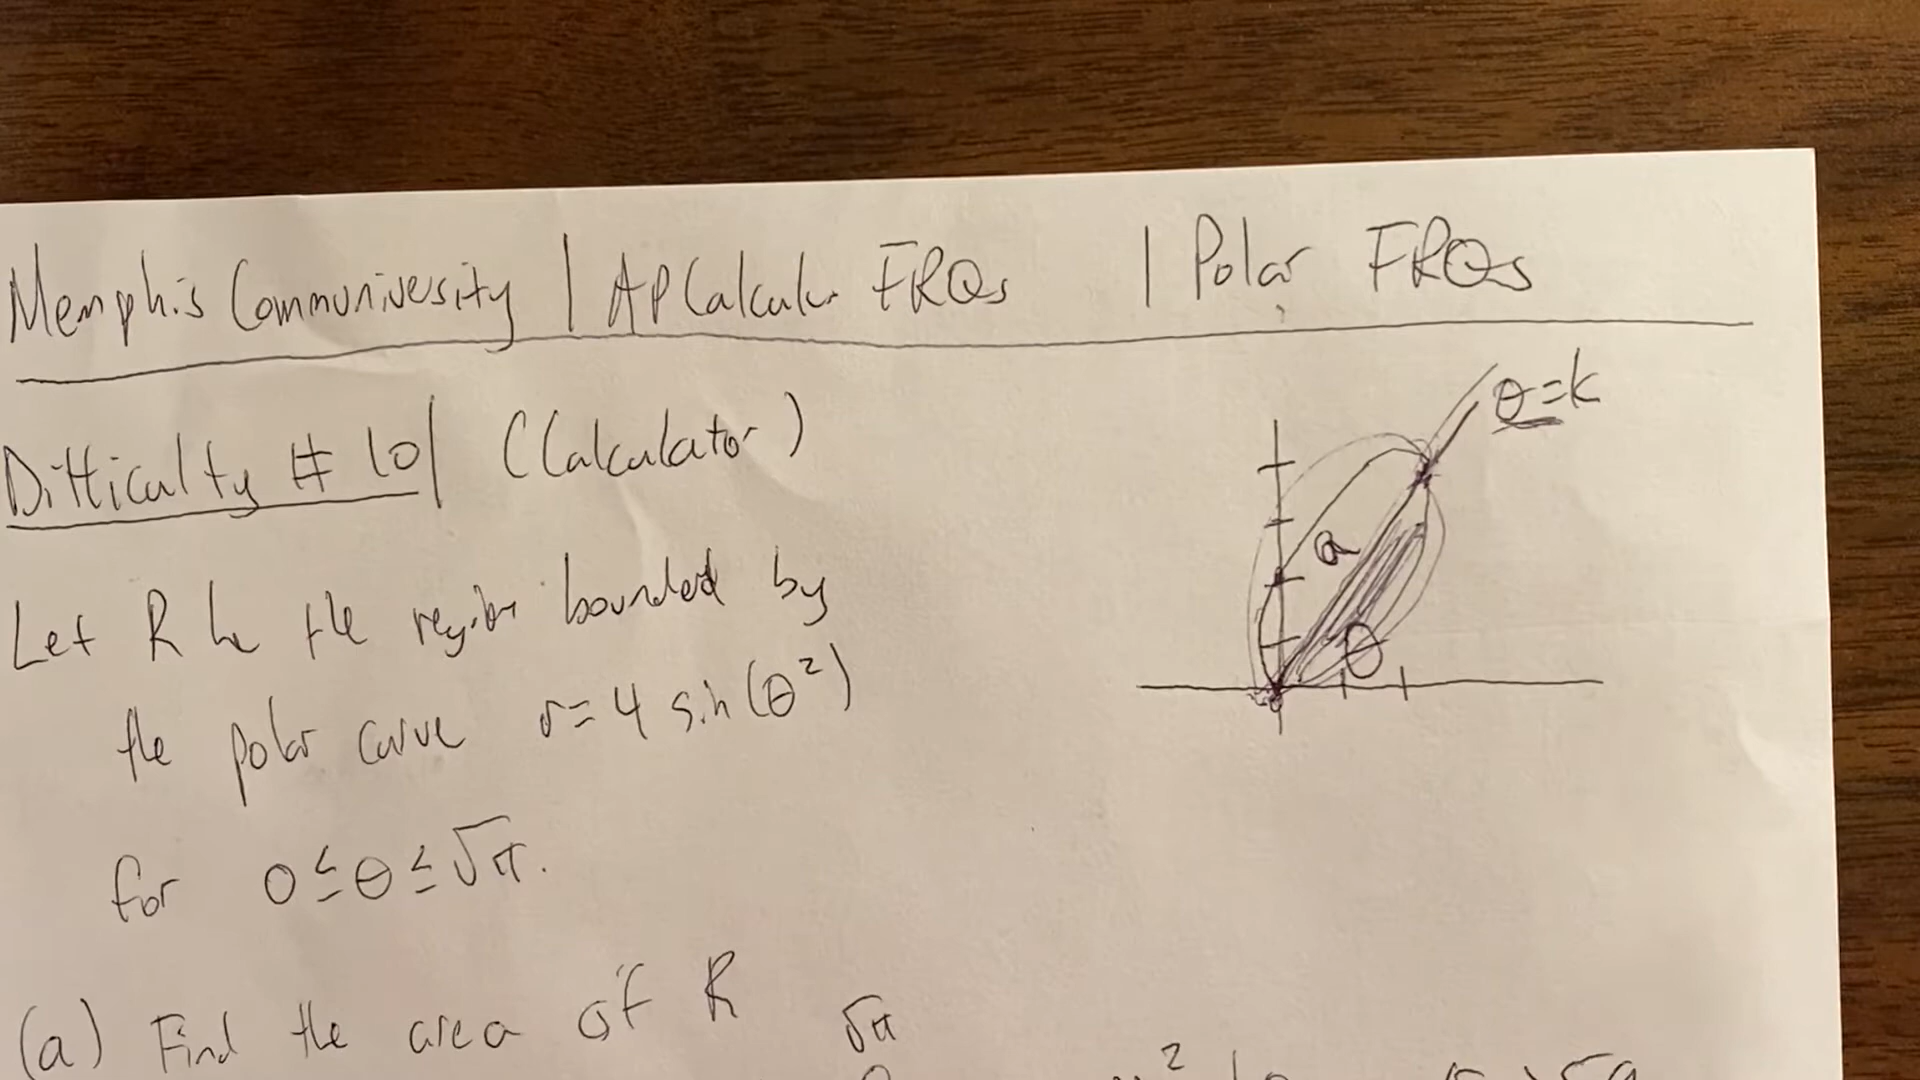 Memphis Communiversity | AP Calculus FRQs | Polar FRQs
Difficulty # 10 | (Calculator)
θ=k
a
Let R be the region bounded by
the polar curve r=4 sin(θ²)
for 0≤θ≤√π.
(a) Find the area of R
√π